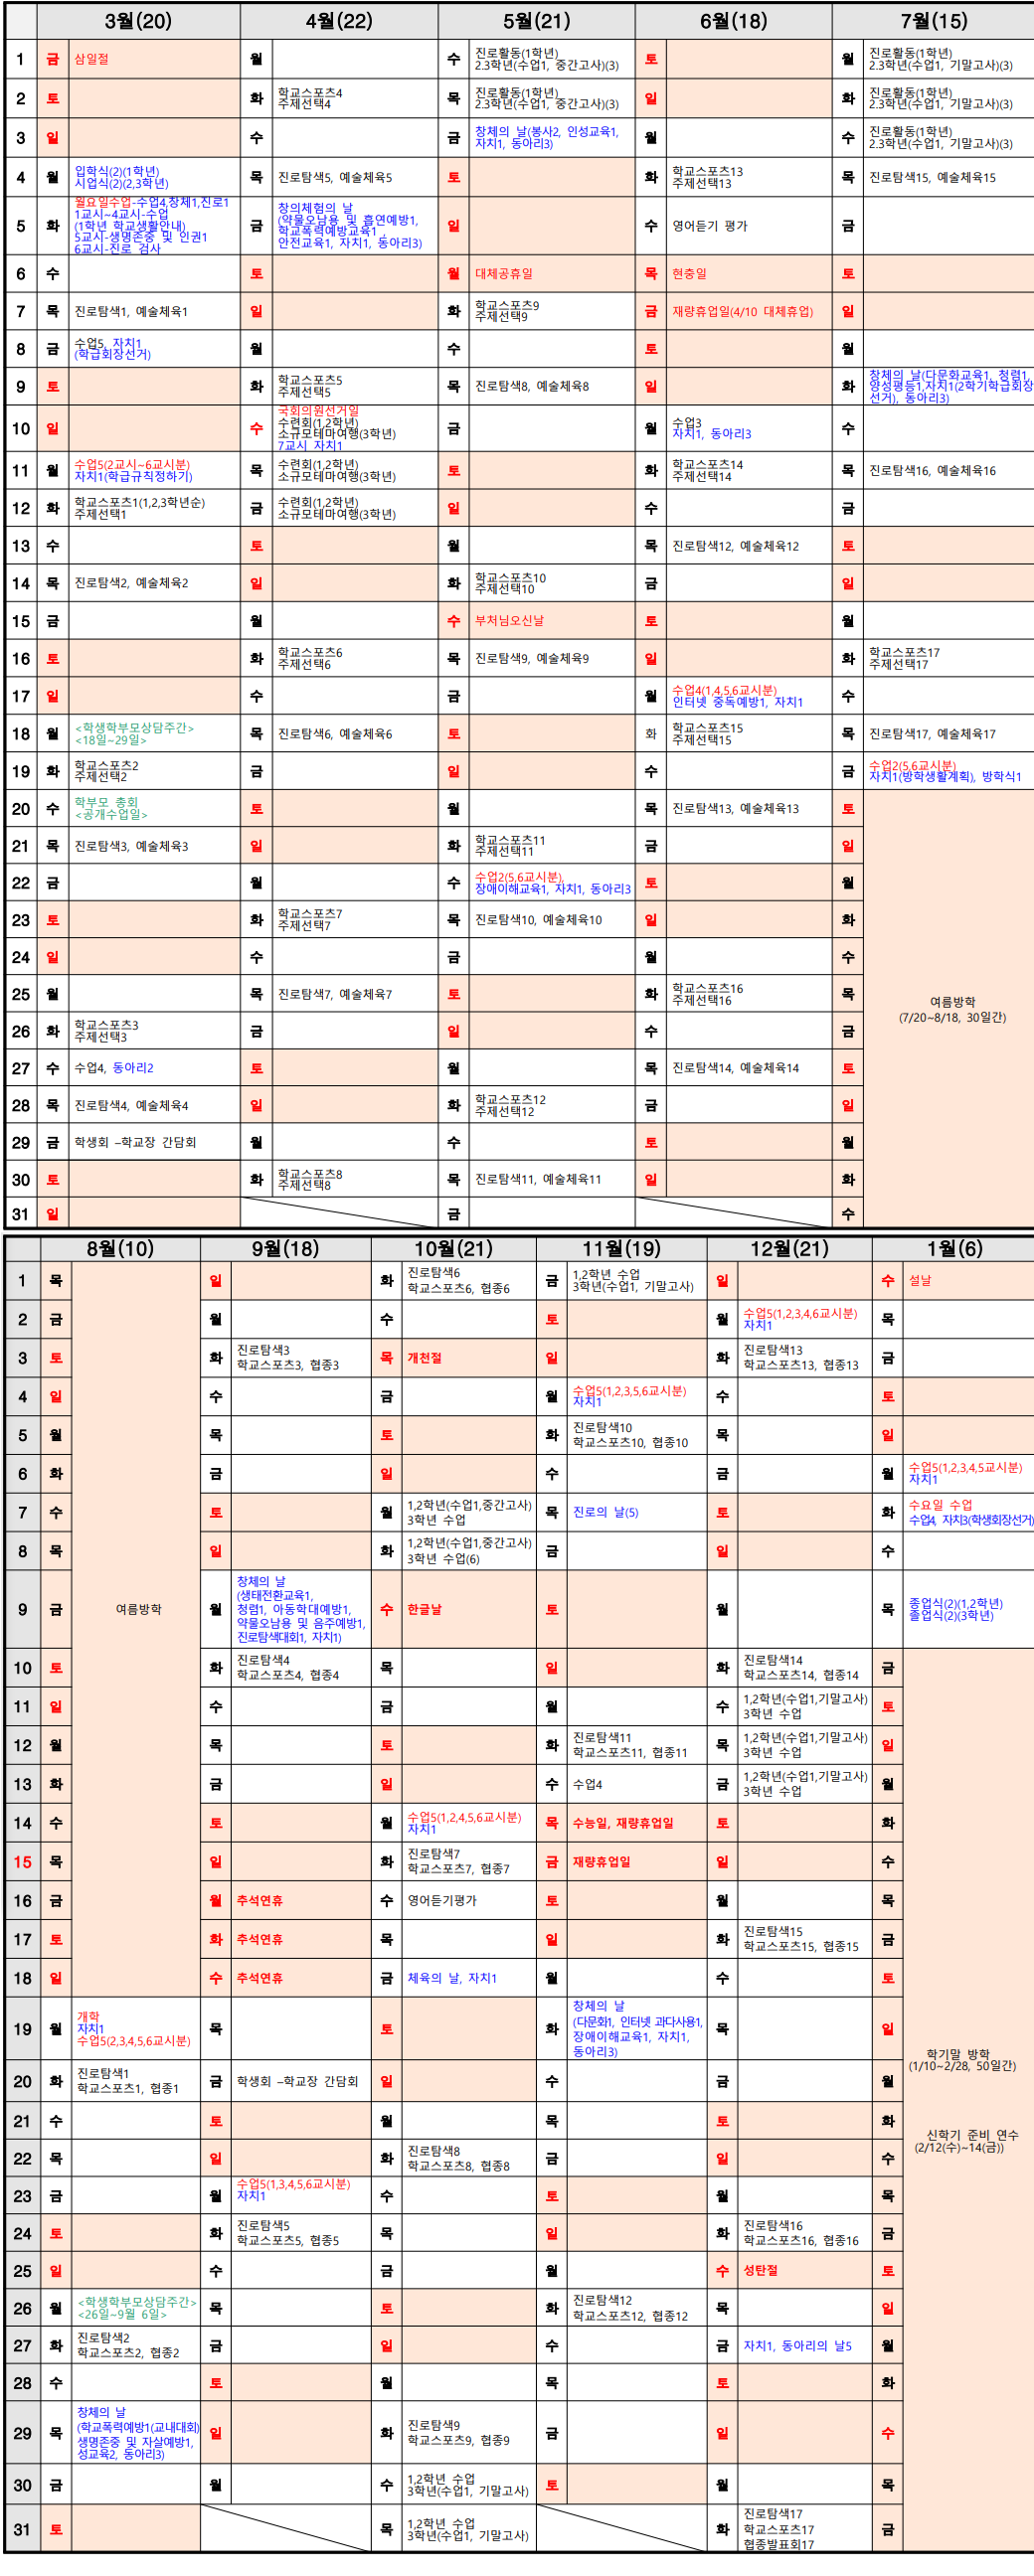 3월(20) 4월(22) 5월(21) 6월(18) 7월(15)
1 금 삼일절 월 수 진로활동(1학년) 토 월 진로활동(1학년)
2.3학년(수업1, 중간고사)(3) 2.3학년(수업1, 기말고사)(3)
2 토 화 학교스포츠4 목 진로활동(1학년) 일 화 진로활동(1학년)
주제선택4 2.3학년(수업1, 중간고사)(3) 2.3학년(수업1, 기말고사)(3)
3 일 수 금 창체의 날(봉사2, 인성교육1, 월 수 진로활동(1학년)
자치1, 동아리3) 2.3학년(수업1, 기말고사)(3)
4 월 입학식(2)(1학년) 목 진로탐색5, 예술체육5 토 화 학교스포츠13 목 진로탐색15, 예술체육15
시업식(2)(2,3학년) 주제선택13
5 화 월요일수업-수업4,창체1,진로1 금 창의체험의 날 일 수 영어듣기 평가 금
1교시~4교시-수업 (약물오남용 및 흡연예방1,
(1학년 학교생활안내) 학교폭력예방교육1
5교시-생명존중 및 인권1 안전교육1, 자치1, 동아리3)
6교시-진로 검사
6 수 토 월 대체공휴일 목 현충일 토
7 목 진로탐색1, 예술체육1 일 화 학교스포츠9 금 재량휴업일(4/10 대체휴업) 일
주제선택9
8 금 수업5, 자치1 월 수 토 월
(학급회장선거)
9 토 화 학교스포츠5 목 진로탐색8, 예술체육8 일 화 창체의 날(다문화교육1, 청렴1,
주제선택5 양성평등1,자치1(2학기학급회장
선거), 동아리3)
10 일 수 국회의원선거일 금 월 수업3 수
수련회(1,2학년) 자치1, 동아리3
소규모테마여행(3학년)
7교시 자치1
11 월 수업5(2교시~6교시분) 목 수련회(1,2학년) 토 화 학교스포츠14 목 진로탐색16, 예술체육16
자치1(학급규칙정하기) 소규모테마여행(3학년) 주제선택14
12 화 학교스포츠1(1,2,3학년순) 금 수련회(1,2학년) 일 수 금
주제선택1 소규모테마여행(3학년)
13 수 토 월 목 진로탐색12, 예술체육12 토
14 목 진로탐색2, 예술체육2 일 화 학교스포츠10 금 일
주제선택10
15 금 월 수 부처님오신날 토 월
16 토 화 학교스포츠6 목 진로탐색9, 예술체육9 일 화 학교스포츠17
주제선택6 주제선택17
17 일 수 금 월 수업4(1,4,5,6교시분) 수
인터넷 중독예방1, 자치1
18 월 <학생학부모상담주간> 목 진로탐색6, 예술체육6 토 화 학교스포츠15 목 진로탐색17, 예술체육17
<18일~29일> 주제선택15
19 화 학교스포츠2 금 일 수 금 수업2(5,6교시분)
주제선택2 자치1(방학생활계획), 방학식1
20 수 학부모 총회 토 월 목 진로탐색13, 예술체육13 토
<공개수업일>
21 목 진로탐색3, 예술체육3 일 화 학교스포츠11 금 일
주제선택11
22 금 월 수 수업2(5,6교시분), 토 월
장애이해교육1, 자치1, 동아리3
23 토 화 학교스포츠7 목 진로탐색10, 예술체육10 일 화
주제선택7
24 일 수 금 월 수
25 월 목 진로탐색7, 예술체육7 토 화 학교스포츠16 목 여름방학
주제선택16 (7/20~8/18, 30일간)
26 화 학교스포츠3 금 일 수 금
주제선택3
27 수 수업4, 동아리2 토 월 목 진로탐색14, 예술체육14 토
28 목 진로탐색4, 예술체육4 일 화 학교스포츠12 금 일
주제선택12
29 금 학생회 –학교장 간담회 월 수 토 월
30 토 화 학교스포츠8 목 진로탐색11, 예술체육11 일 화
주제선택8
31 일 금 수
8월(10) 9월(18) 10월(21) 11월(19) 12월(21) 1월(6)
1 목 일 화 진로탐색6 금 1,2학년 수업 일 수 설날
학교스포츠6, 협종6 3학년(수업1, 기말고사)
2 금 월 수 토 월 수업5(1,2,3,4,6교시분) 목
자치1
3 토 화 진로탐색3 목 개천절 일 화 진로탐색13 금
학교스포츠3, 협종3 학교스포츠13, 협종13
4 일 수 금 월 수업5(1,2,3,5,6교시분) 수 토
자치1
5 월 목 토 화 진로탐색10 목 일
학교스포츠10, 협종10
6 화 금 일 수 금 월 수업5(1,2,3,4,5교시분)
자치1
7 수 토 월 1,2학년(수업1,중간고사) 목 진로의 날(5) 토 화 수요일 수업
3학년 수업 수업4, 자치3(학생회장선거)
8 목 일 화 1,2학년(수업1,중간고사) 금 일 수
3학년 수업(6)
9 금 여름방학 월 창체의 날 수 한글날 토 월 목 종업식(2)(1,2학년)
(생태전환교육1, 졸업식(2)(3학년)
청렴1, 아동학대예방1,
약물오남용 및 음주예방1,
진로탐색대회1, 자치1)
10 토 화 진로탐색4 목 일 화 진로탐색14 금
학교스포츠4, 협종4 학교스포츠14, 협종14
11 일 수 금 월 수 1,2학년(수업1,기말고사) 토
3학년 수업
12 월 목 토 화 진로탐색11 목 1,2학년(수업1,기말고사) 일
학교스포츠11, 협종11 3학년 수업
13 화 금 일 수 수업4 금 1,2학년(수업1,기말고사) 월
3학년 수업
14 수 토 월 수업5(1,2,4,5,6교시분) 목 수능일, 재량휴업일 토 화
자치1
15 목 일 화 진로탐색7 금 재량휴업일 일 수
학교스포츠7, 협종7
16 금 월 추석연휴 수 영어듣기평가 토 월 목
17 토 화 추석연휴 목 일 화 진로탐색15 금
학교스포츠15, 협종15
18 일 수 추석연휴 금 체육의 날, 자치1 월 수 토
19 월 개학 목 토 화 창체의 날 목 일
자치1 (다문화1, 인터넷 과다사용1,
수업5(2,3,4,5,6교시분) 장애이해교육1, 자치1,
동아리3)
학기말 방학
(1/10~2/28, 50일간)
20 화 진로탐색1 금 학생회 –학교장 간담회 일 수 금 월
학교스포츠1, 협종1
21 수 토 월 목 토 화
신학기 준비 연수
(2/12(수)~14(금))
22 목 일 화 진로탐색8 금 일 수
학교스포츠8, 협종8
23 금 월 수업5(1,3,4,5,6교시분) 수 토 월 목
자치1
24 토 화 진로탐색5 목 일 화 진로탐색16 금
학교스포츠5, 협종5 학교스포츠16, 협종16
25 일 수 금 월 수 성탄절 토
26 월 <학생학부모상담주간> 목 토 화 진로탐색12 목 일
<26일~9월 6일> 학교스포츠12, 협종12
27 화 진로탐색2 금 일 수 금 자치1, 동아리의 날5 월
학교스포츠2, 협종2
28 수 토 월 목 토 화
29 목 창체의 날 일 화 진로탐색9 금 일 수
(학교폭력예방1(교내대회) 학교스포츠9, 협종9
생명존중 및 자살예방1,
성교육2, 동아리3)
30 금 월 수 1,2학년 수업 토 월 목
3학년(수업1, 기말고사)
31 토 목 1,2학년 수업 화 진로탐색17 금
3학년(수업1, 기말고사) 학교스포츠17
협종발표회17